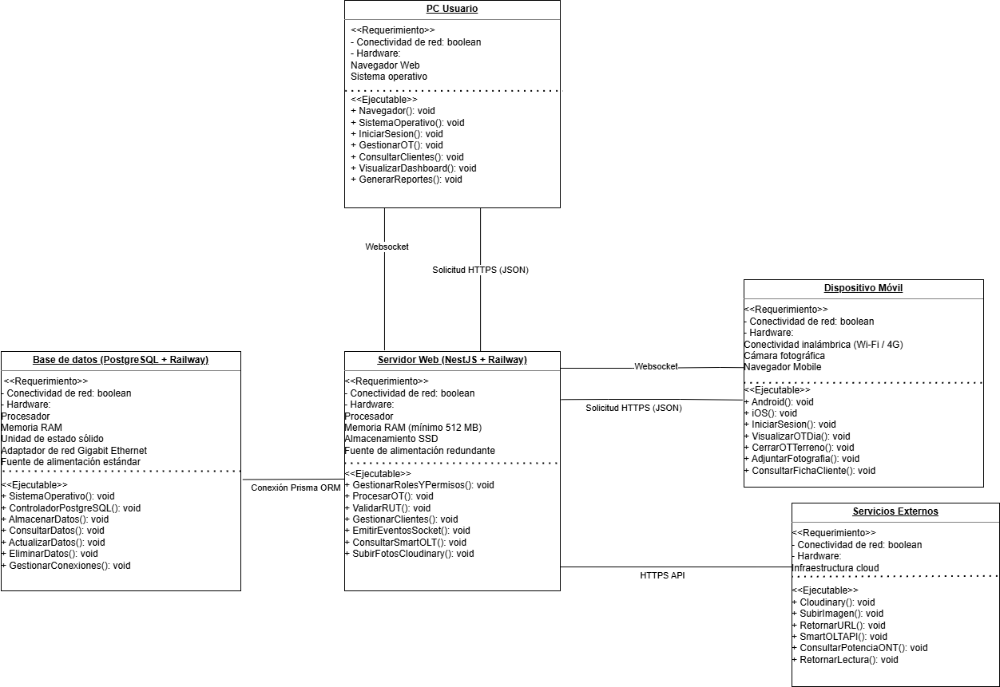 PC Usuario
<<Requerimiento>>
- Conectividad de red: boolean
- Hardware:
Navegador Web
Sistema operativo
<<Ejecutable>>
+ Navegador(): void
+ SistemaOperativo(): void
+ IniciarSesion(): void
+ GestionarOT(): void
+ ConsultarClientes(): void
+ VisualizarDashboard(): void
+ GenerarReportes(): void
Websocket
Solicitud HTTPS (JSON)
Base de datos (PostgreSQL + Railway)
<<Requerimiento>>
- Conectividad de red: boolean
- Hardware:
Procesador
Memoria RAM
Unidad de estado sólido
Adaptador de red Gigabit Ethernet
Fuente de alimentación estándar
<<Ejecutable>>
+ SistemaOperativo(): void
+ ControladorPostgreSQL(): void
+ AlmacenarDatos(): void
+ ConsultarDatos(): void
+ ActualizarDatos(): void
+ EliminarDatos(): void
+ GestionarConexiones(): void
Conexión Prisma ORM
Servidor Web (NestJS + Railway)
<<Requerimiento>>
- Conectividad de red: boolean
- Hardware:
Procesador
Memoria RAM (mínimo 512 MB)
Almacenamiento SSD
Fuente de alimentación redundante
<<Ejecutable>>
+ GestionarRolesYPermisos(): void
+ ProcesarOT(): void
+ ValidarRUT(): void
+ GestionarClientes(): void
+ EmitirEventosSocket(): void
+ ConsultarSmartOLT(): void
+ SubirFotosCloudinary(): void
Websocket
Solicitud HTTPS (JSON)
HTTPS API
Dispositivo Móvil
<<Requerimiento>>
- Conectividad de red: boolean
- Hardware:
Conectividad inalámbrica (Wi-Fi / 4G)
Cámara fotográfica
Navegador Mobile
<<Ejecutable>>
+ Android(): void
+ iOS(): void
+ IniciarSesion(): void
+ VisualizarOTDia(): void
+ CerrarOTTerreno(): void
+ AdjuntarFotografia(): void
+ ConsultarFichaCliente(): void
Servicios Externos
<<Requerimiento>>
- Conectividad de red: boolean
- Hardware:
Infraestructura cloud
<<Ejecutable>>
+ Cloudinary(): void
+ SubirImagen(): void
+ RetornarURL(): void
+ SmartOLTAPI(): void
+ ConsultarPotenciaONT(): void
+ RetornarLectura(): void